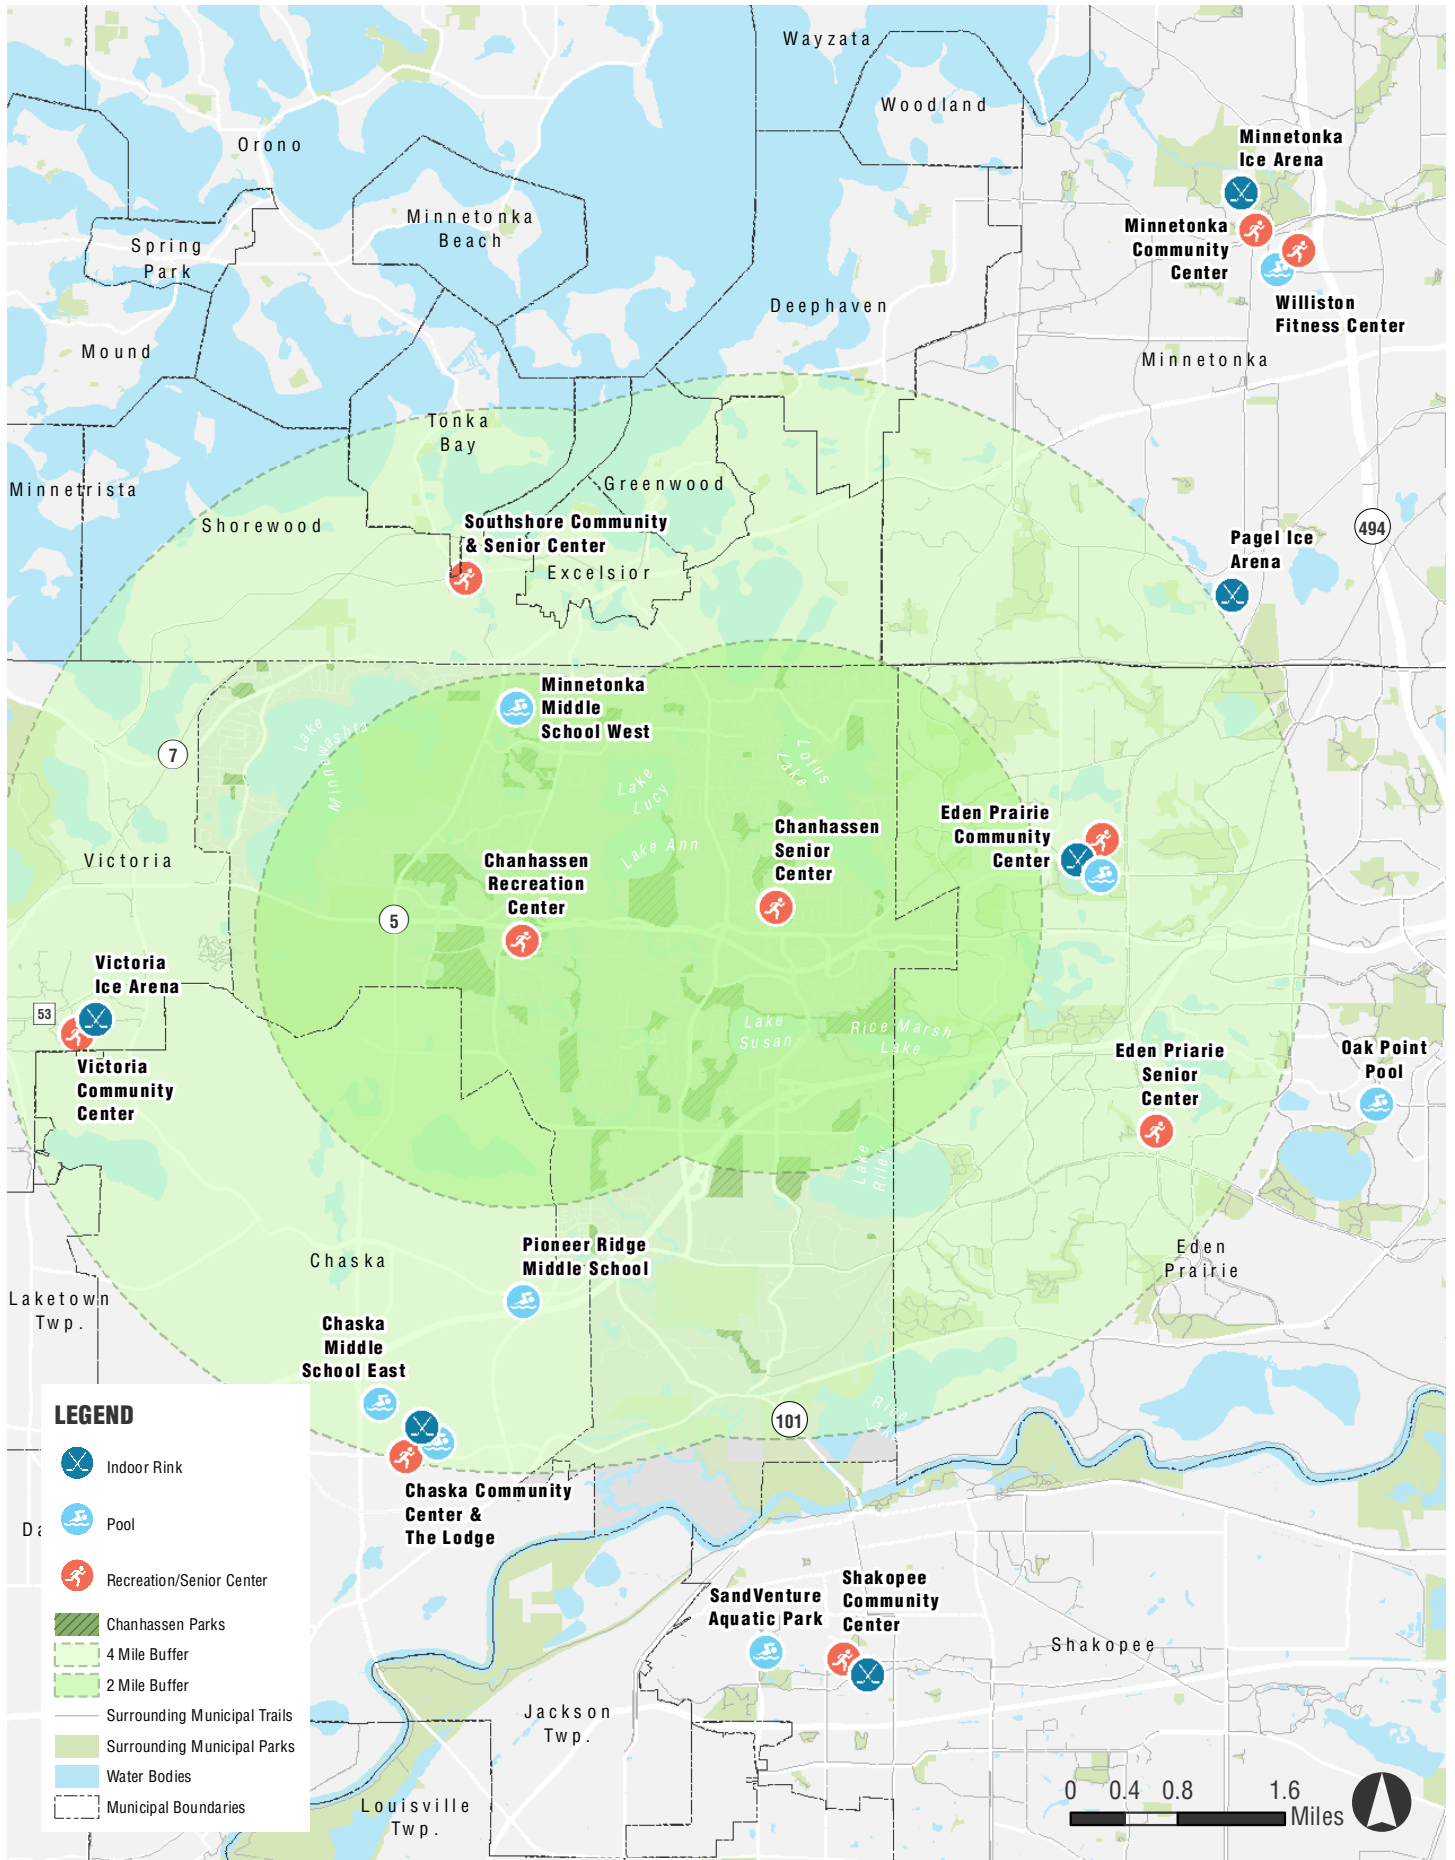 Wayzata
Woodland
Orono
Minnetonka
Ice Arena
Minnetonka
Beach
Minnetonka
Community
Center
Spring
Park
Williston
Fitness Center
Deephaven
Mound
Minnetonka
Tonka
Bay
Minnetrista
Greenwood
Shorewood
Southshore Community
& Senior Center
494
Pagel Ice
Arena
Excelsior
Minnetonka
Middle
School West
Lake
Minnewashta
7
Lotus
Lake
Lake
Lucy
Eden Prairie
Community
Center
Chanhassen
Senior
Center
Lake Ann
Victoria
Chanhassen
Recreation
Center
5
Victoria
Ice Arena
53
Lake
Susan
Rice Marsh
Lake
Eden Priarie
Senior
Center
Oak Point
Pool
Victoria
Community
Center
Lake
Riley
Pioneer Ridge
Middle School
Chaska
Eden
Prairie
Laketown
Twp.
Chaska
Middle
School East
101
Rice
Lake
Chaska Community
Center &
The Lodge
Da
SandVenture
Aquatic Park
Shakopee
Community
Center
Shakopee
Jackson
Twp.
Louisville
Twp.
LEGEND
Indoor Rink
Pool
Recreation/Senior Center
Chanhassen Parks
4 Mile Buffer
2 Mile Buffer
Surrounding Municipal Trails
Surrounding Municipal Parks
Water Bodies
Municipal Boundaries
0 0.4 0.8 1.6
Miles